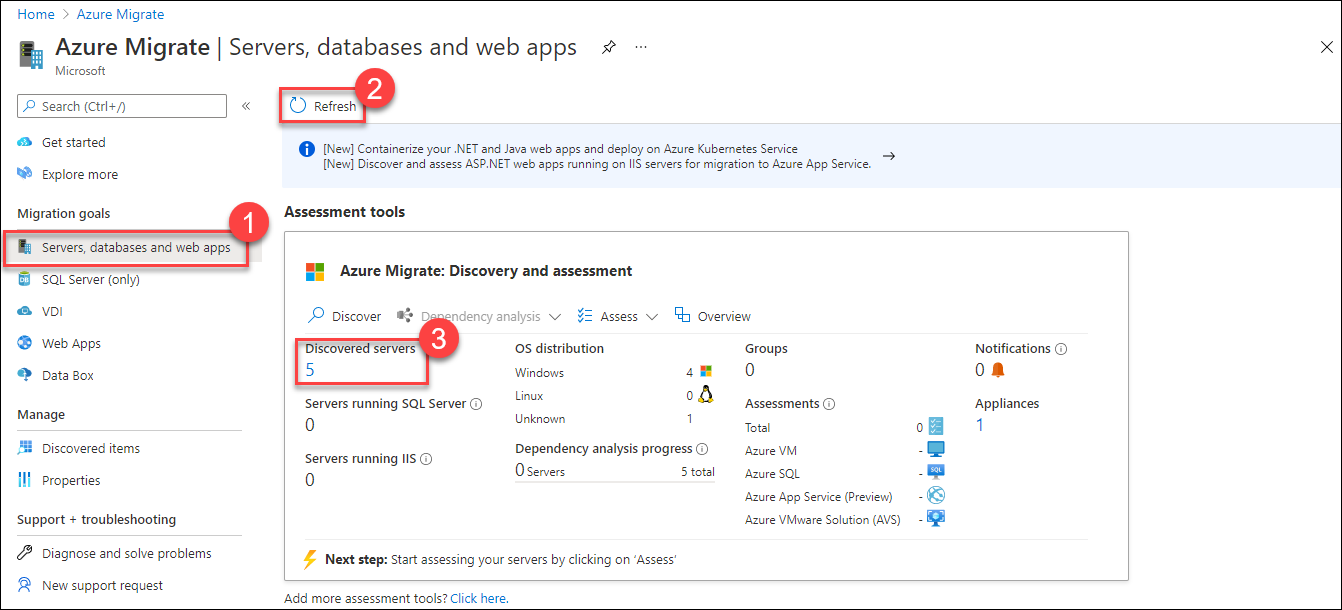 Home > Azure Migrate
Azure Migrate | Servers, databases and web apps
Microsoft
Search (Ctrl+/)
«
Get started
Explore more
Migration goals
1
Servers, databases and web apps
SQL Server (only)
VDI
Web Apps
Data Box
Manage
Discovered items
Properties
Support + troubleshooting
Diagnose and solve problems
New support request
2
Refresh
[New] Containerize your .NET and Java web apps and deploy on Azure Kubernetes Service
[New] Discover and assess ASP.NET web apps running on IIS servers for migration to Azure App Service.
Assessment tools
Azure Migrate: Discovery and assessment
Discover Dependency analysis Assess Overview
3
Discovered servers
5
Servers running SQL Server
0
Servers running IIS
0
OS distribution
Windows 4
Linux 0
Unknown 1
Dependency analysis progress
0 Servers 5 total
Groups
0
Assessments
Total 0
Azure VM -
Azure SQL - SQL
Azure App Service (Preview) -
Azure VMware Solution (AVS) -
Notifications
0
Appliances
1
Next step: Start assessing your servers by clicking on 'Assess'
Add more assessment tools? Click here.